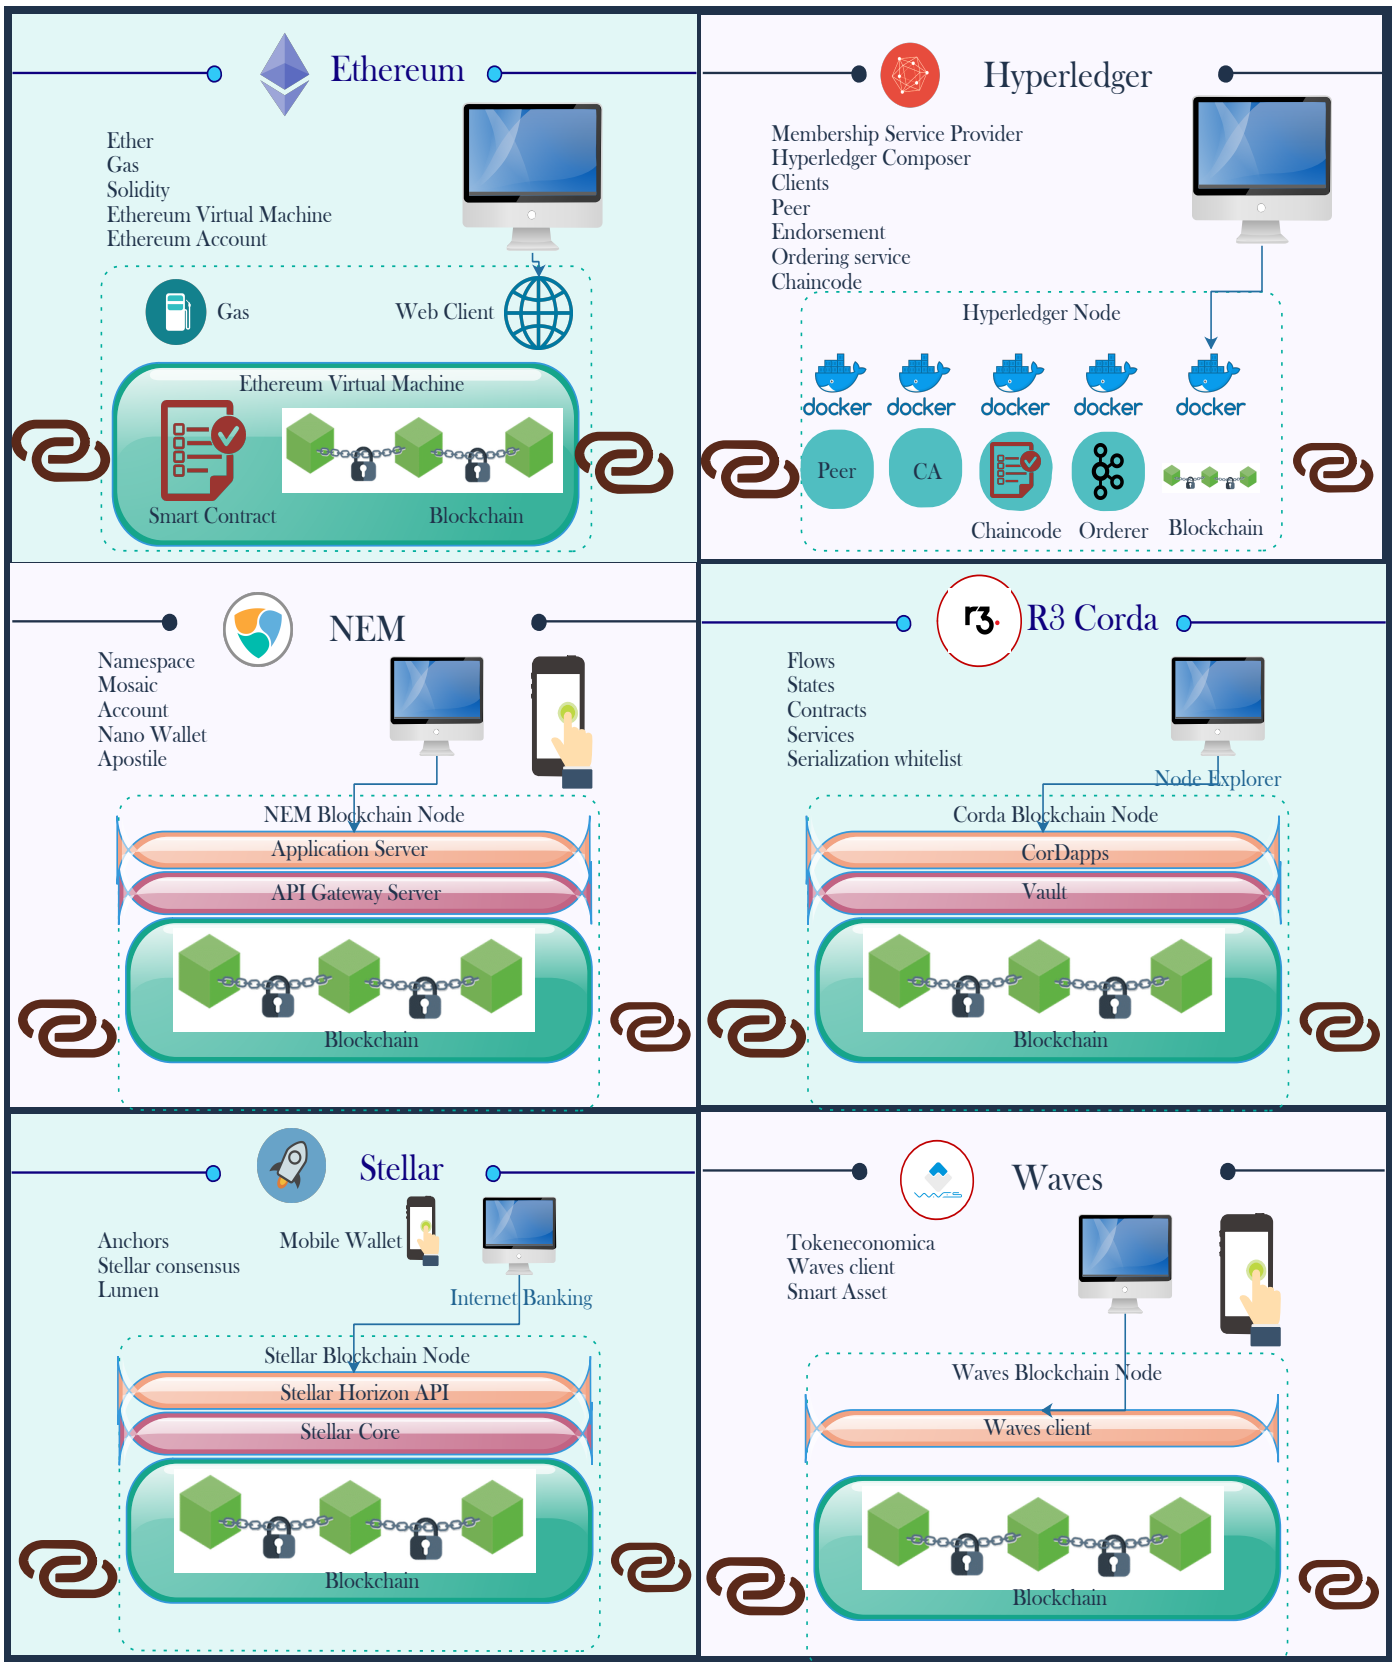 Ethereum
Ether
Gas
Solidity
Ethereum Virtual Machine
Ethereum Account
Gas
Web Client
Ethereum Virtual Machine
Smart Contract
Blockchain
Hyperledger
Membership Service Provider
Hyperledger Composer
Clients
Peer
Endorsement
Ordering service
Chaincode
Hyperledger Node
docker
docker
docker
docker
docker
Peer
CA
Chaincode
Orderer
Blockchain
NEM
Namespace
Mosaic
Account
Nano Wallet
Apostile
NEM Blockchain Node
Application Server
API Gateway Server
Blockchain
r3.
R3 Corda
Flows
States
Contracts
Services
Serialization whitelist
Node Explorer
Corda Blockchain Node
CorDapps
Vault
Blockchain
Stellar
Anchors
Stellar consensus
Lumen
Mobile Wallet
Internet Banking
Stellar Blockchain Node
Stellar Horizon API
Stellar Core
Blockchain
WAVES
Waves
Tokeneconomica
Waves client
Smart Asset
Waves Blockchain Node
Waves client
Blockchain